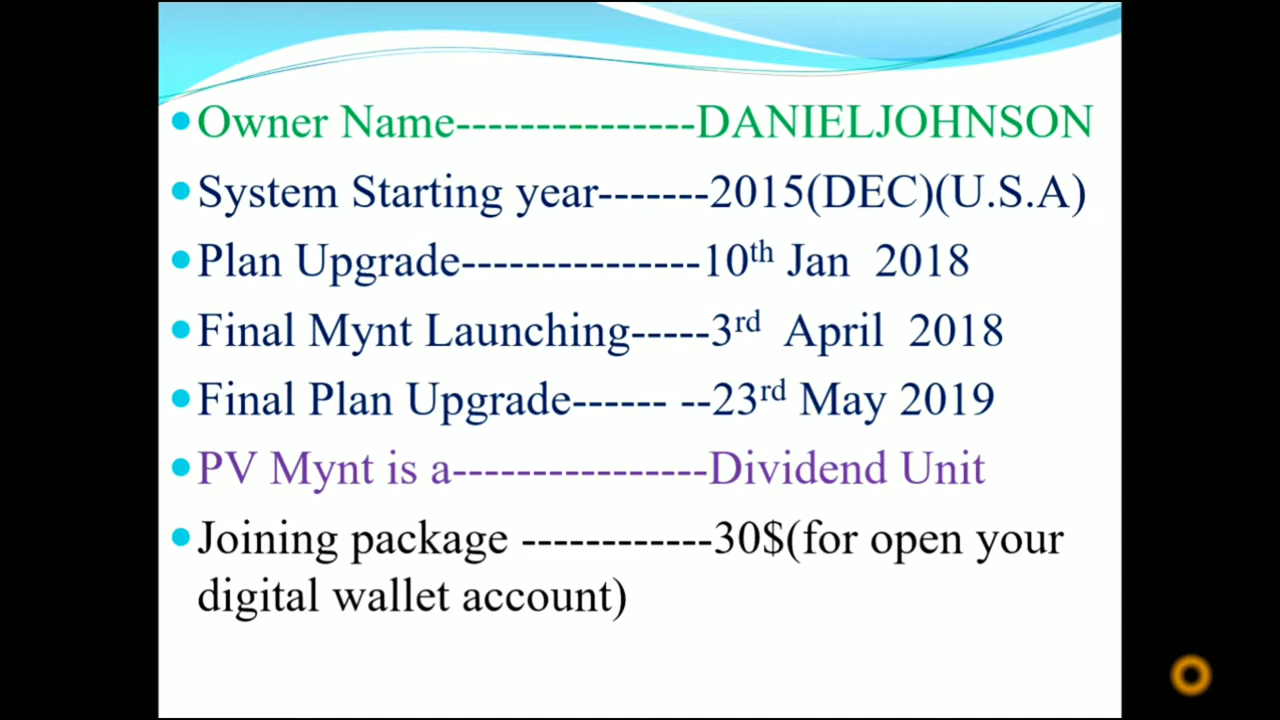 Owner Name---------------DANIELJOHNSON
System Starting year-------2015(DEC)(U.S.A)
Plan Upgrade---------------10th Jan 2018
Final Mynt Launching-----3rd April 2018
Final Plan Upgrade------ --23rd May 2019
PV Mynt is a----------------Dividend Unit
Joining package ------------30$(for open your
digital wallet account)